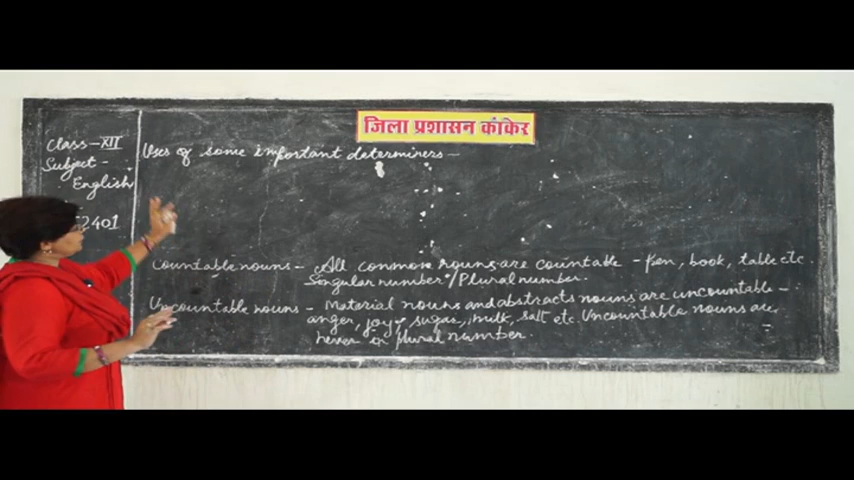 जिला प्रशासन कांकेर
Class-XII
Subject-
English
2401
Uses of some important determiners-
Countable nouns - All common nouns are countable - Pen, book, table etc.
Singular number/Plural number.
Uncountable nouns - Material nouns and abstracts nouns are uncountable -
anger, joy, sugar, milk, salt etc. Uncountable nouns are
never in plural number.